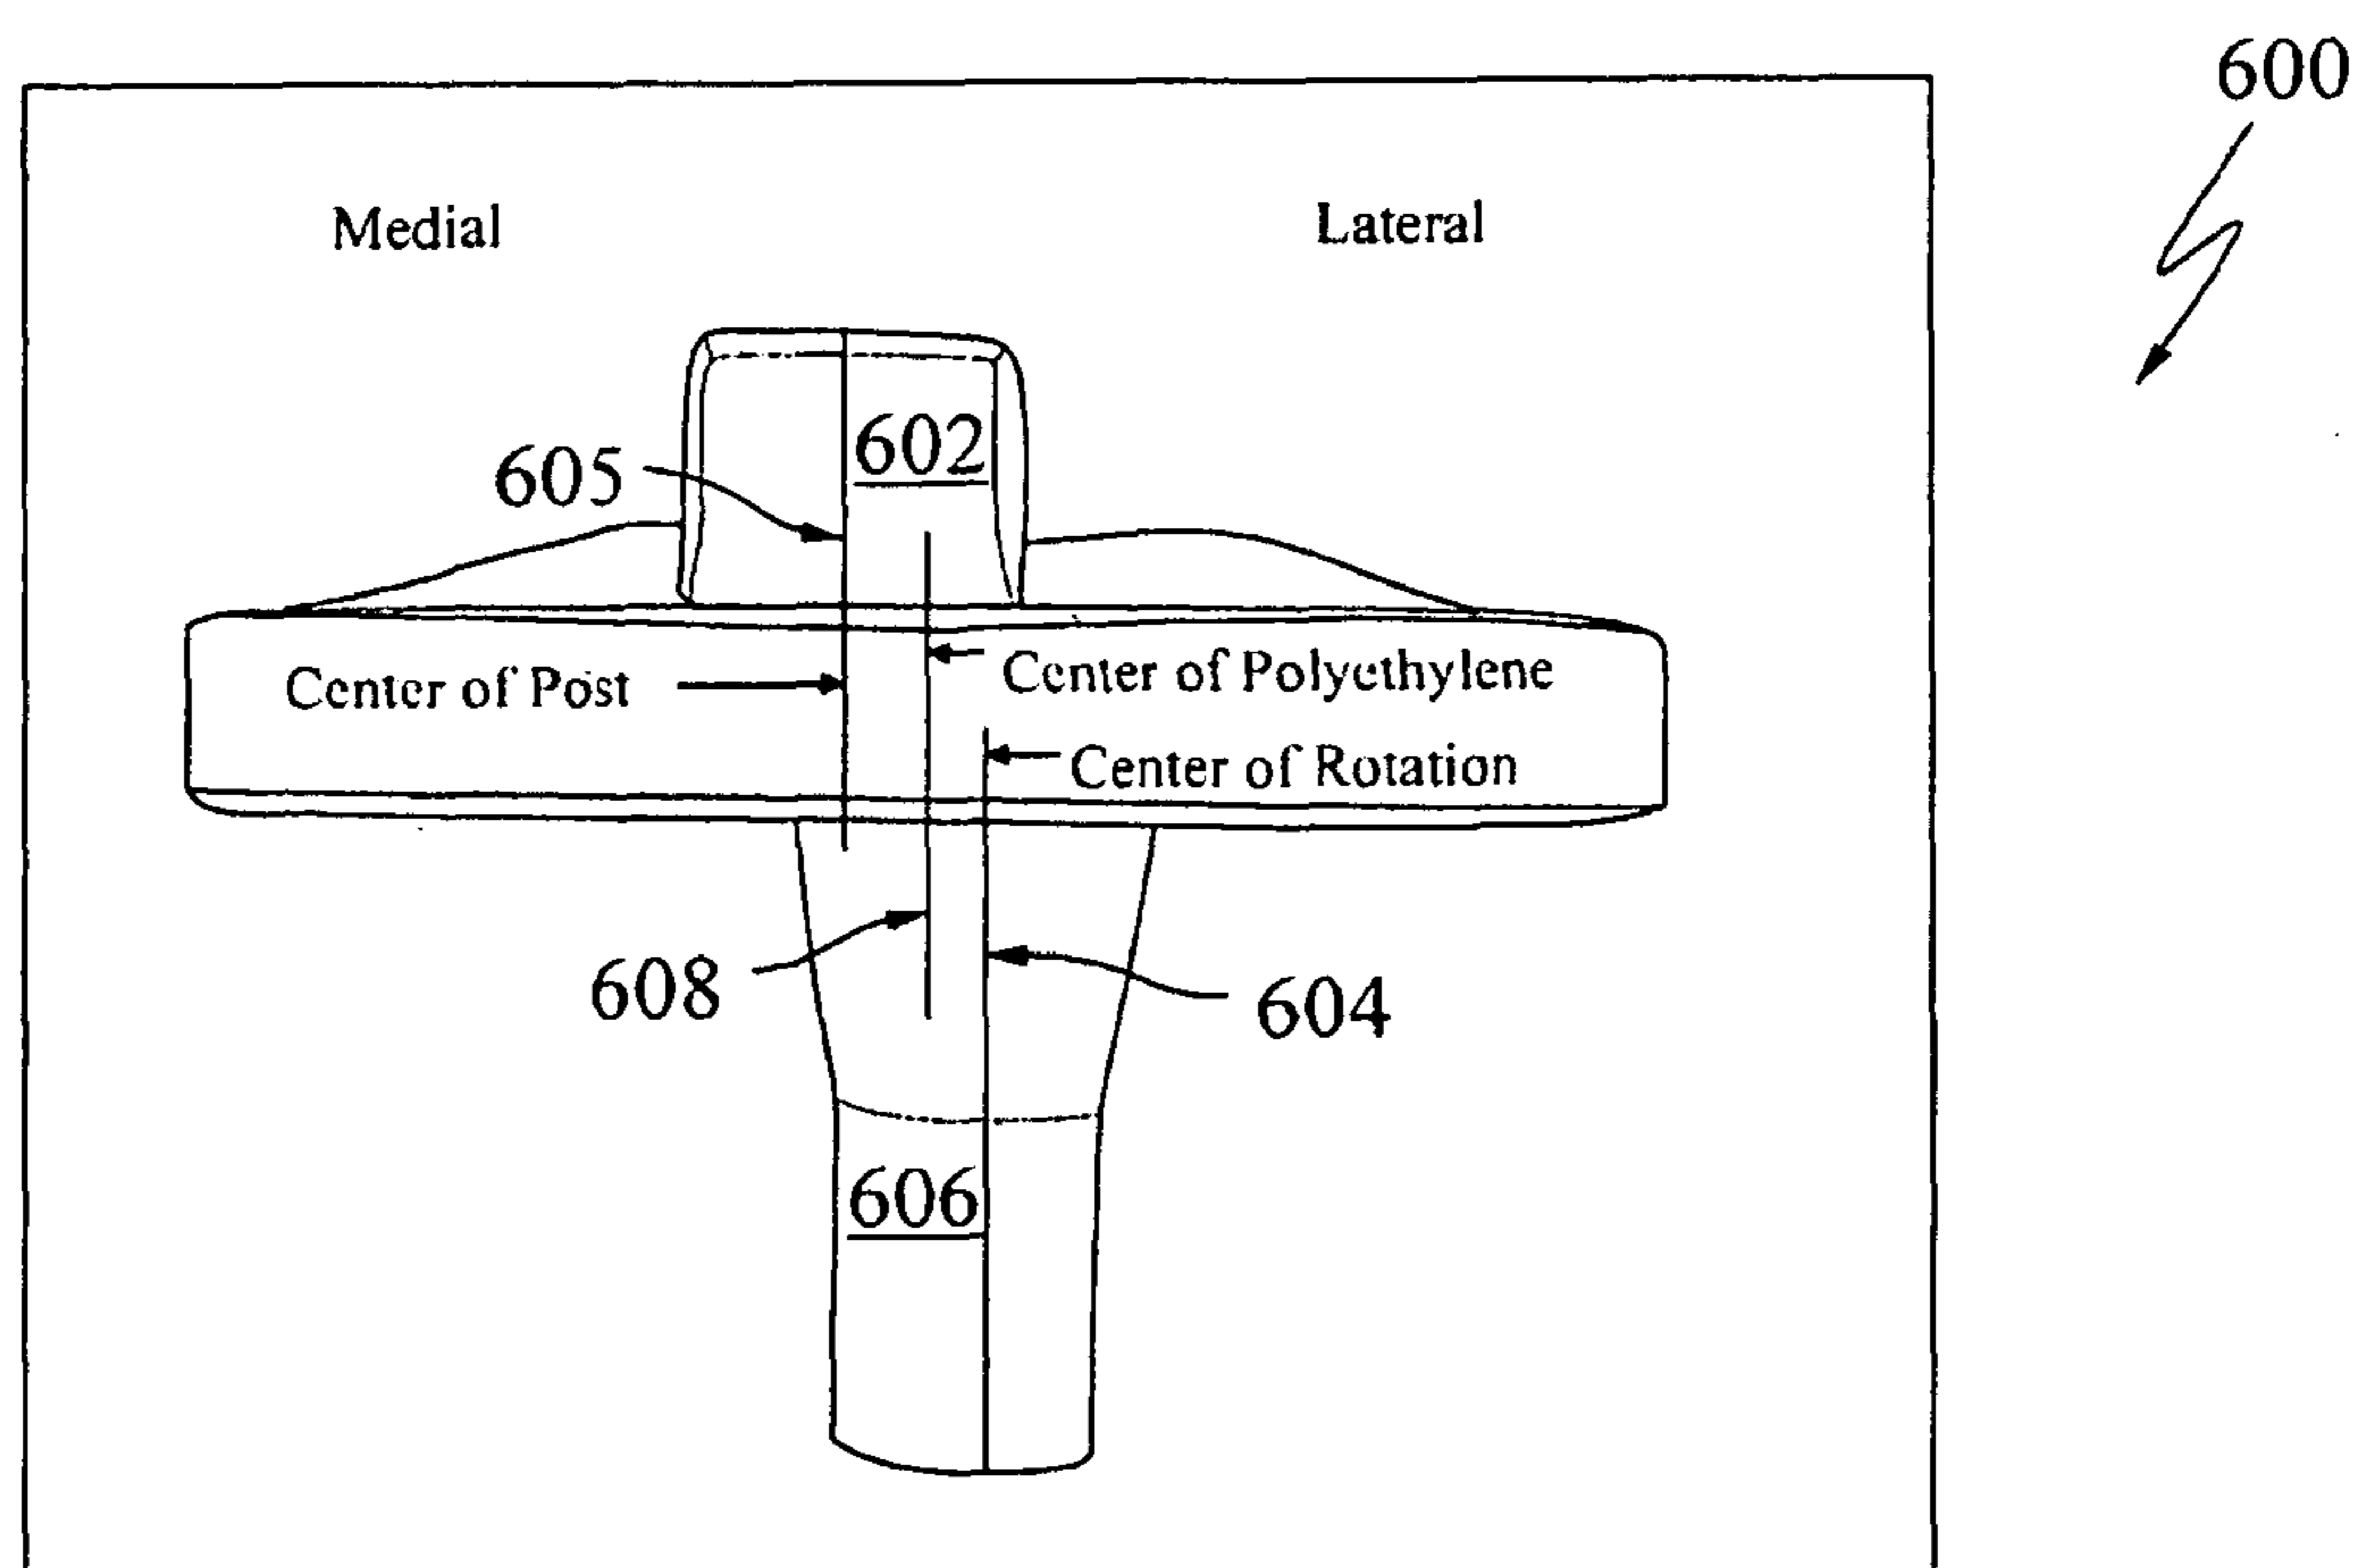 600
Medial Lateral
602
605
Center of Polyethylene
Center of Post
Center of Rotation
608
604
606